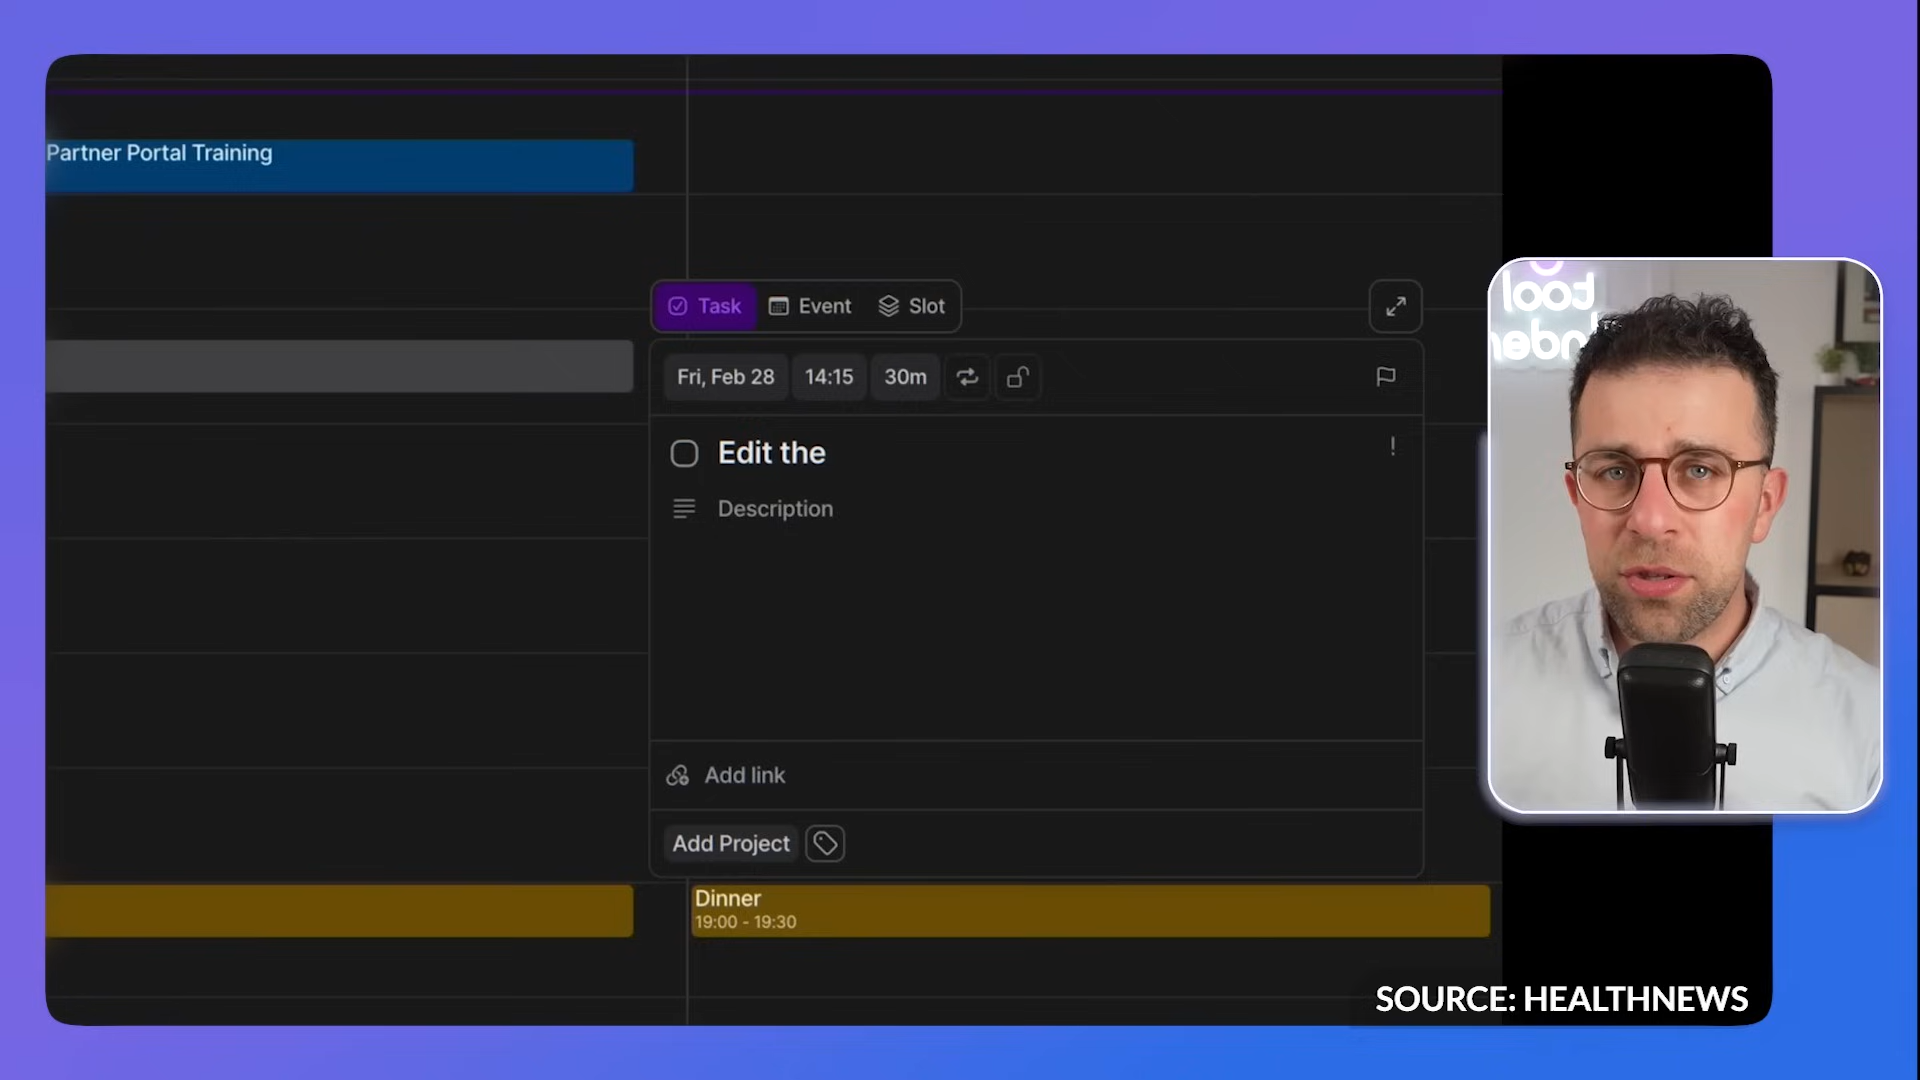 Partner Portal Training
Task Event Slot
Fri, Feb 28 14:15 30m
Edit the
!
Description
Add link
Add Project
Dinner
19:00 - 19:30
SOURCE: HEALTHNEWS